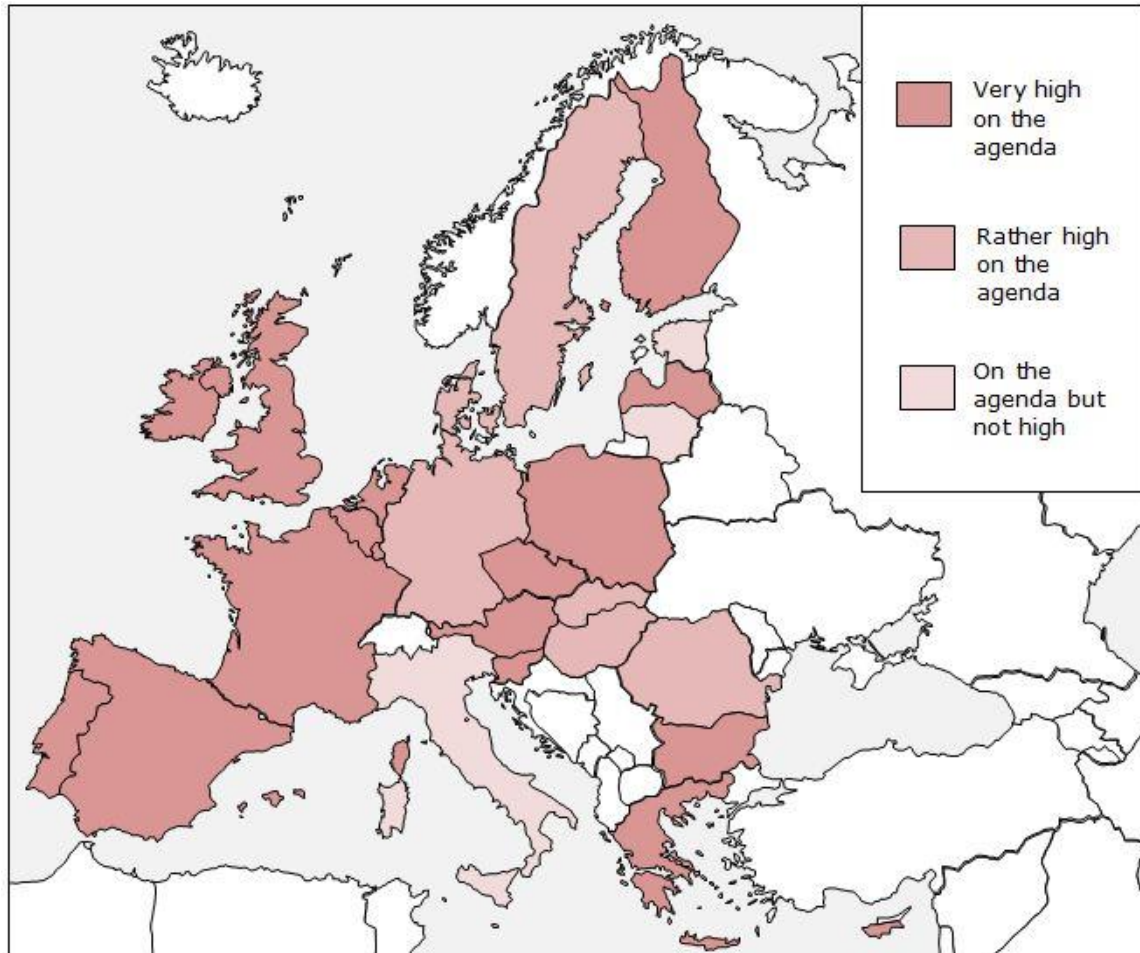 Very high
on the
agenda
Rather high
on the
agenda
On the
agenda but
not high